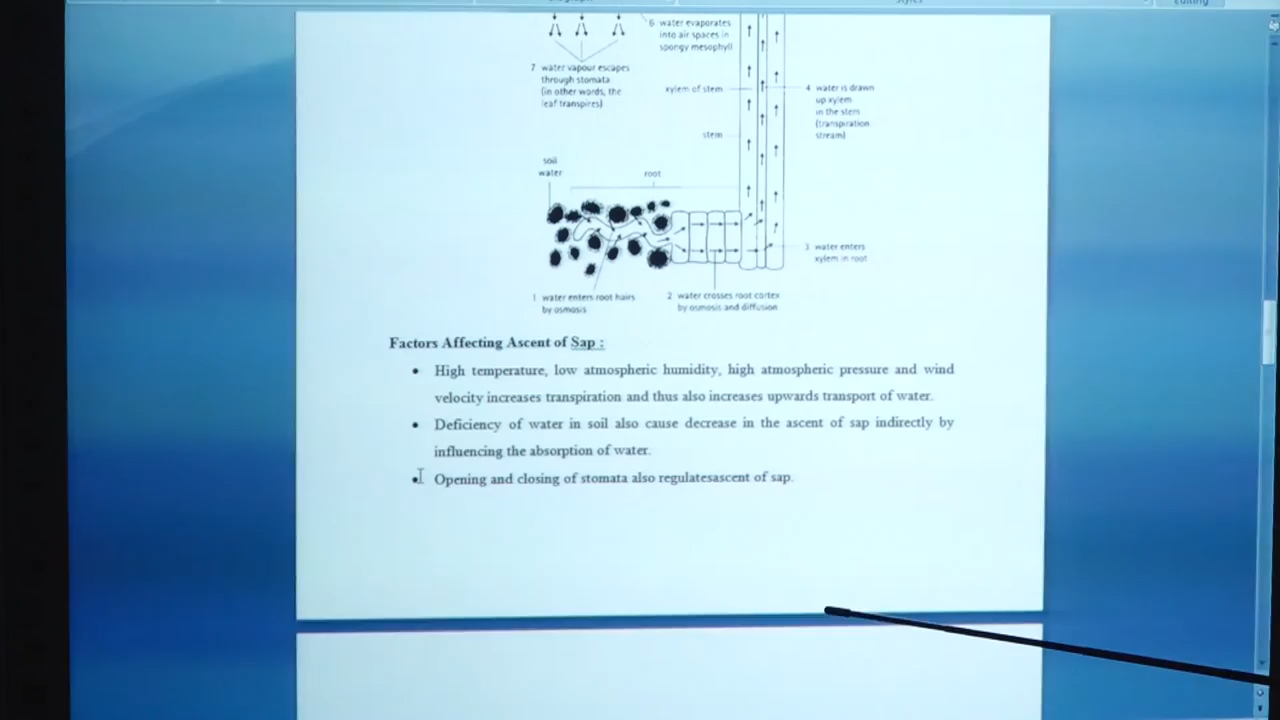 Editing
6 water evaporates
into air spaces in
spongy mesophyll
7 water vapour escapes
through stomata
(in other words, the
leaf transpires)
xylem of stem
4 water is drawn
up xylem
in the stem
(transpiration
stream)
stem
soil
water
root
3 water enters
xylem in root
1 water enters root hairs
by osmosis
2 water crosses root cortex
by osmosis and diffusion
Factors Affecting Ascent of Sap :
• High temperature, low atmospheric humidity, high atmospheric pressure and wind
velocity increases transpiration and thus also increases upwards transport of water.
• Deficiency of water in soil also cause decrease in the ascent of sap indirectly by
influencing the absorption of water.
• Opening and closing of stomata also regulatesascent of sap.